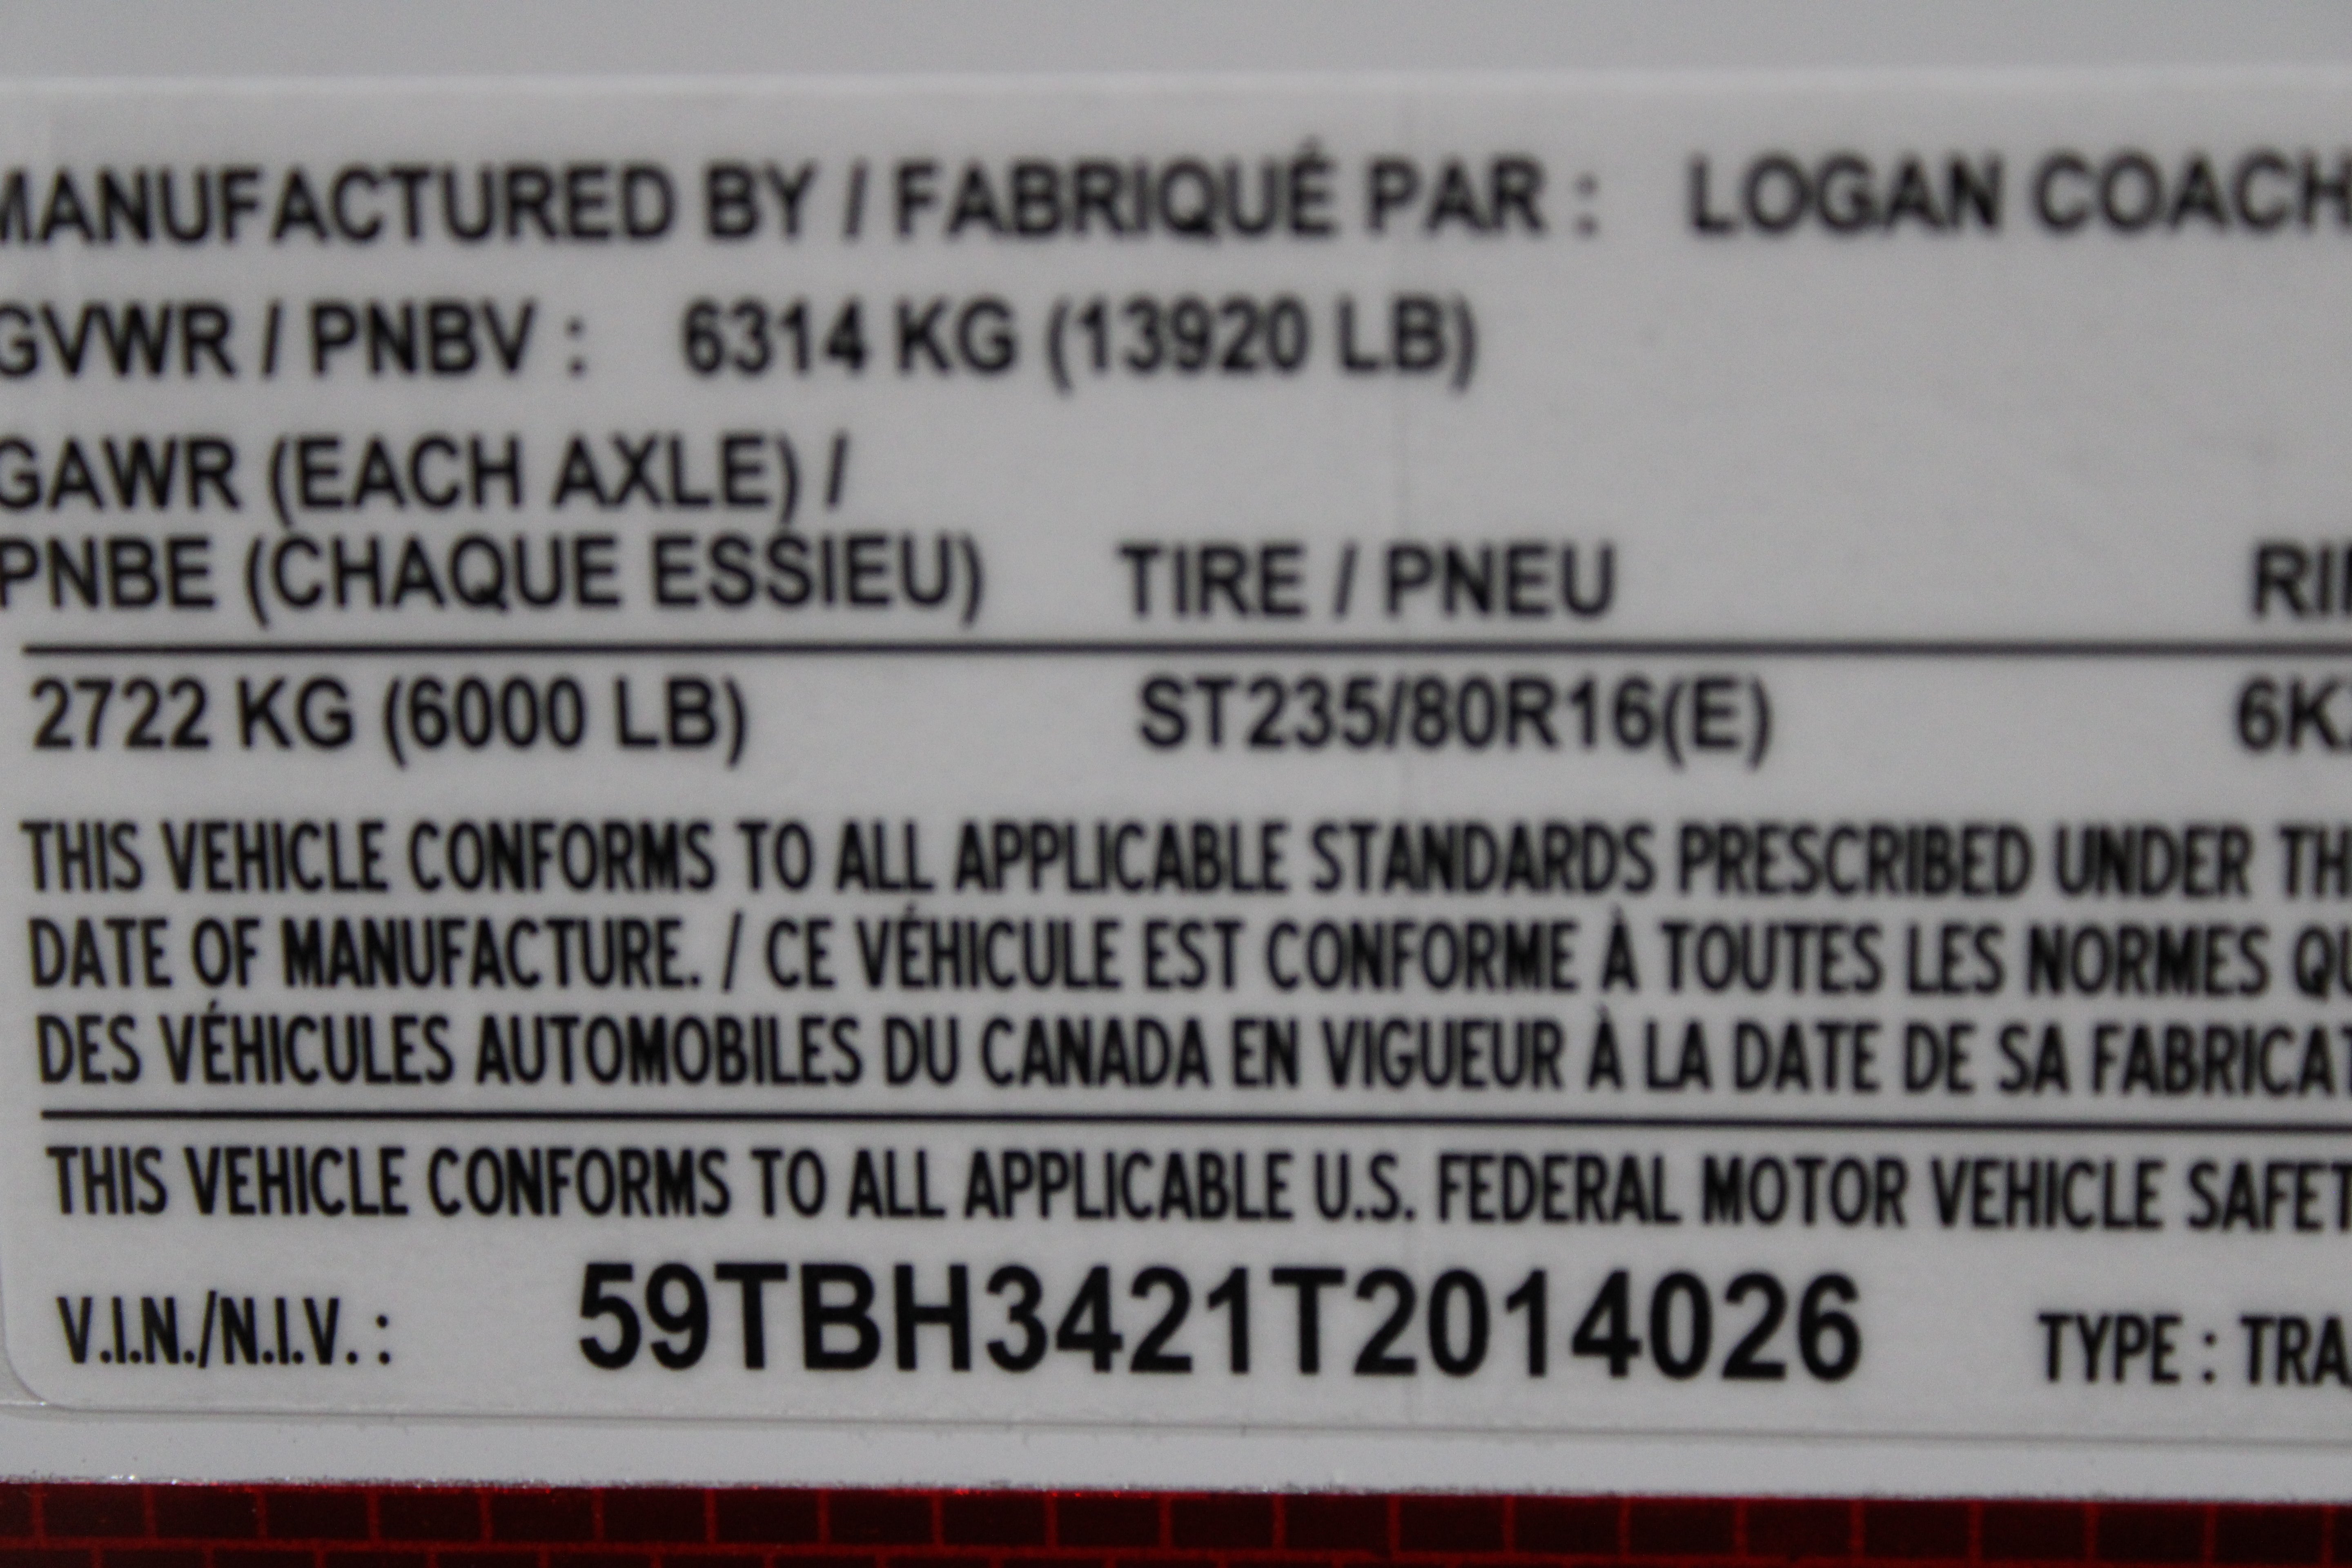 MANUFACTURED BY / FABRIQUÉ PAR : LOGAN COACH
GVWR / PNBV : 6314 KG (13920 LB)
GAWR (EACH AXLE) /
PNBE (CHAQUE ESSIEU) TIRE / PNEU
2722 KG (6000 LB) ST235/80R16(E)
THIS VEHICLE CONFORMS TO ALL APPLICABLE STANDARDS PRESCRIBED UNDER
DATE OF MANUFACTURE. / CE VÉHICULE EST CONFORME À TOUTES LES NORMES
DES VÉHICULES AUTOMOBILES DU CANADA EN VIGUEUR À LA DATE DE SA
THIS VEHICLE CONFORMS TO ALL APPLICABLE U.S. FEDERAL MOTOR VEHICLE
V.I.N./N.I.V. : 59TBH3421T2014026 TYPE :